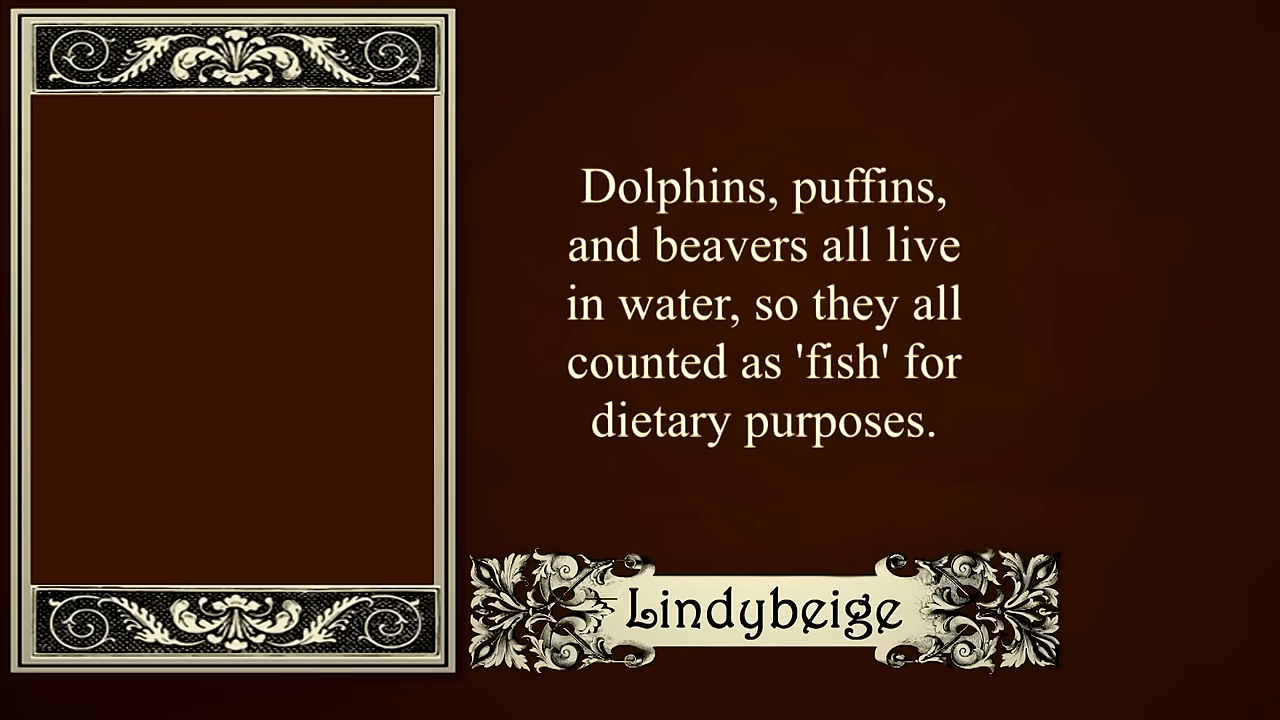 Dolphins, puffins,
and beavers all live
in water, so they all
counted as 'fish' for
dietary purposes.
Lindybeige